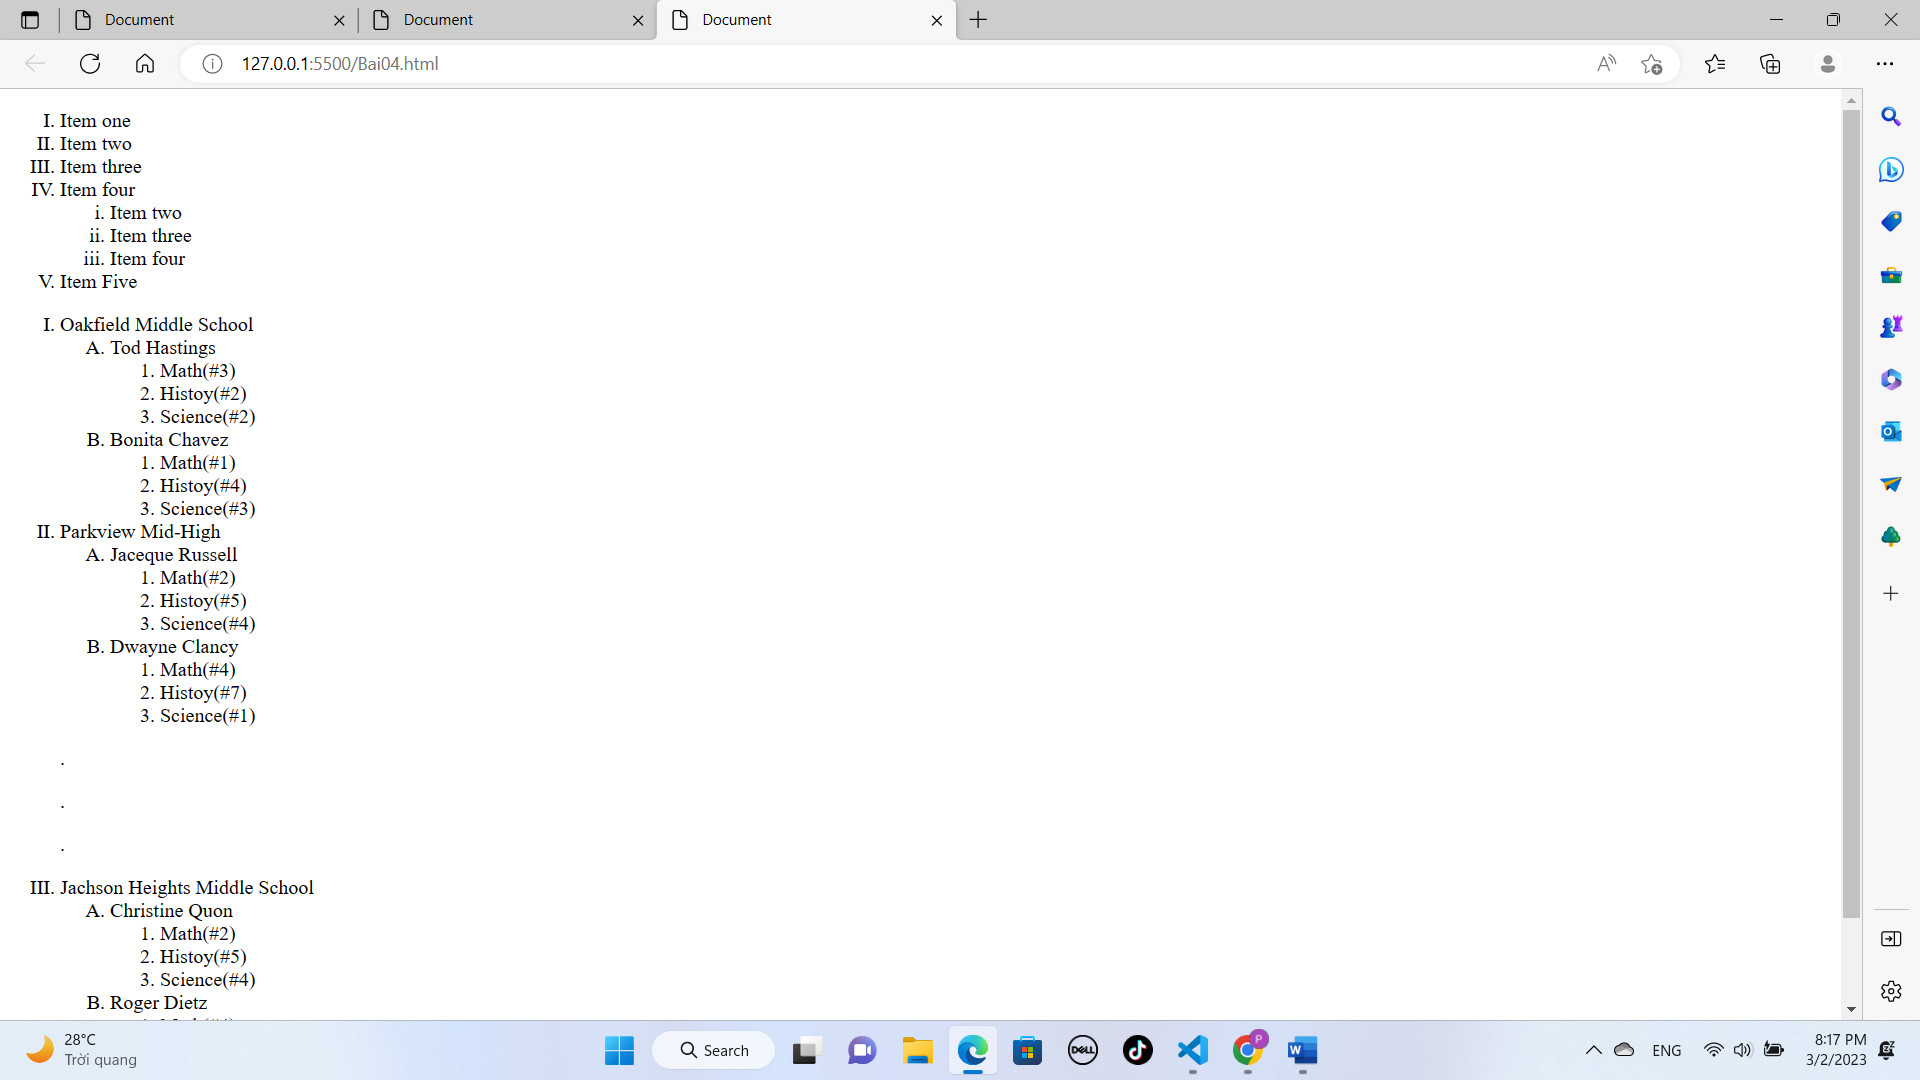 Document
Document
Document
127.0.0.1:5500/Bai04.html
I. Item one
II. Item two
III. Item three
IV. Item four
i. Item two
ii. Item three
iii. Item four
V. Item Five
I. Oakfield Middle School
A. Tod Hastings
1. Math(#3)
2. Histoy(#2)
3. Science(#2)
B. Bonita Chavez
1. Math(#1)
2. Histoy(#4)
3. Science(#3)
II. Parkview Mid-High
A. Jaceque Russell
1. Math(#2)
2. Histoy(#5)
3. Science(#4)
B. Dwayne Clancy
1. Math(#4)
2. Histoy(#7)
3. Science(#1)
.
.
.
III. Jachson Heights Middle School
A. Christine Quon
1. Math(#2)
2. Histoy(#5)
3. Science(#4)
B. Roger Dietz
28°C
Trời quang
Search
DELL
P
W
ENG
8:17 PM
3/2/2023